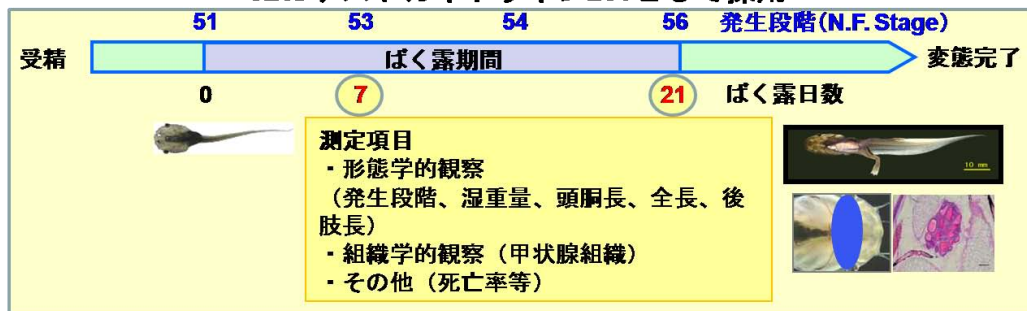 51 53 54 56 発生段階(N.F. Stage)
受精 ばく露期間 変態完了
0 7 21 ばく露日数
測定項目
・形態学的観察
（発生段階、湿重量、頭胴長、全長、後
肢長）
・組織学的観察（甲状腺組織）
・その他（死亡率等）
10 mm